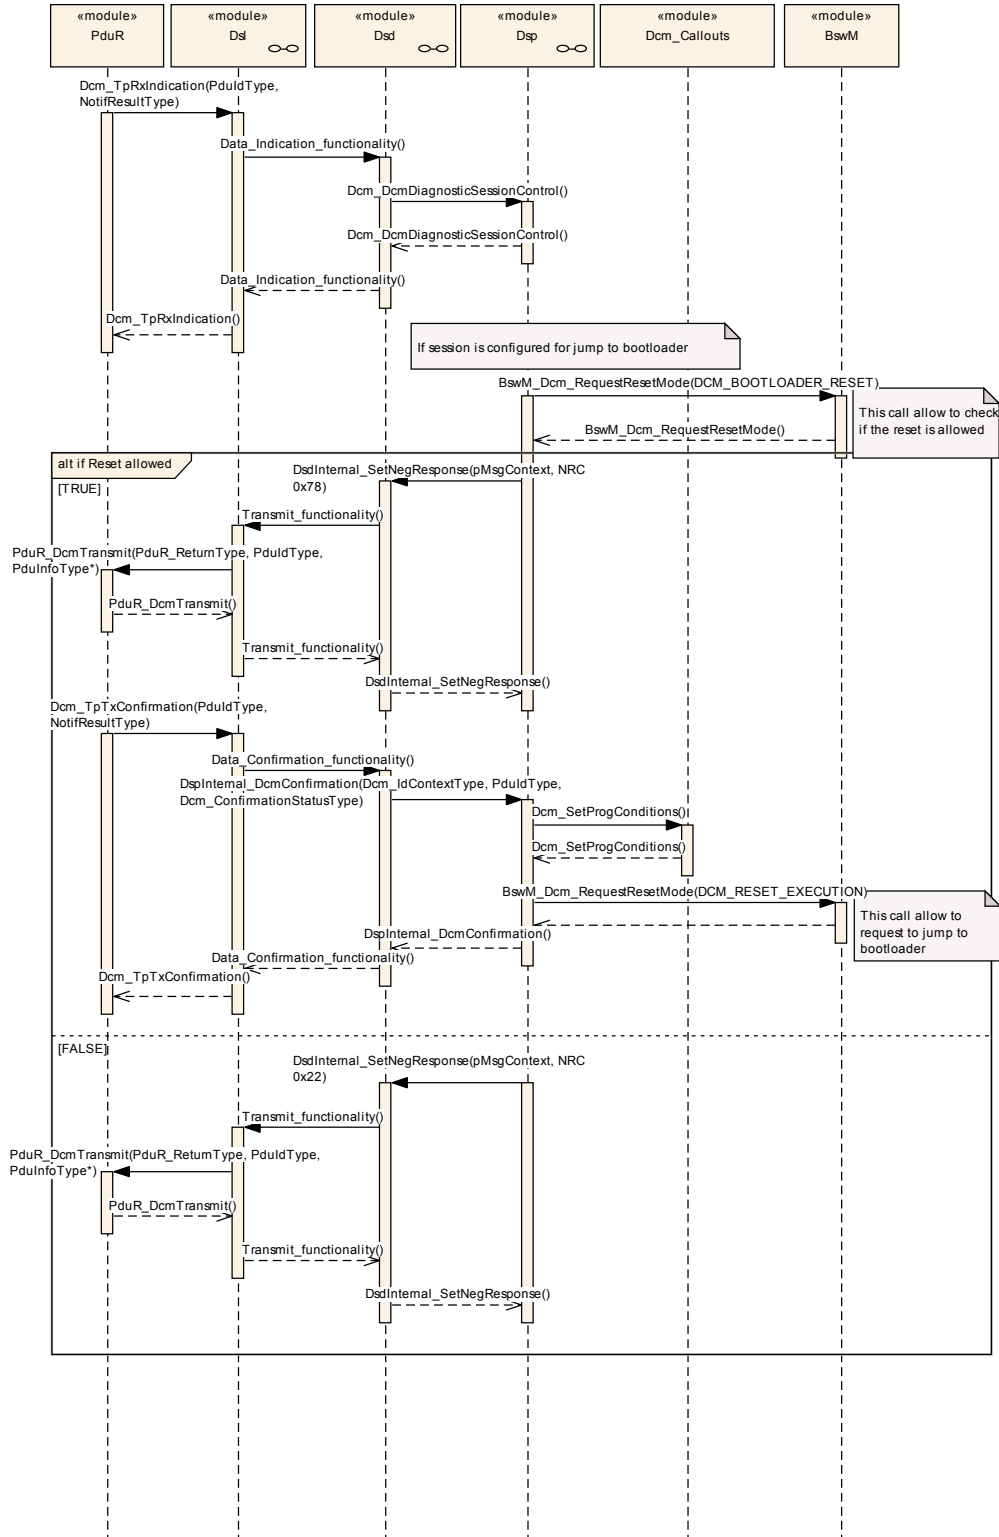 «module»
PduR
«module»
Dsl
«module»
Dsd
«module»
Dsp
«module»
Dcm_Callouts
«module»
BswM
Dcm_TpRxIndication(PduIdType,
NotifResultType)
Data_Indication_functionality()
Dcm_DcmDiagnosticSessionControl()
Dcm_DcmDiagnosticSessionControl()
Data_Indication_functionality()
Dcm_TpRxIndication()
If session is configured for jump to bootloader
BswM_Dcm_RequestResetMode(DCM_BOOTLOADER_RESET)
This call allow to check
if the reset is allowed
BswM_Dcm_RequestResetMode()
alt if Reset allowed
[TRUE]
DsdInternal_SetNegResponse(pMsgContext, NRC
0x78)
Transmit_functionality()
PduR_DcmTransmit(PduR_ReturnType, PduIdType,
PduInfoType*)
PduR_DcmTransmit()
Transmit_functionality()
DsdInternal_SetNegResponse()
Dcm_TpTxConfirmation(PduIdType,
NotifResultType)
Data_Confirmation_functionality()
DspInternal_DcmConfirmation(Dcm_IdContextType, PduIdType,
Dcm_ConfirmationStatusType)
Dcm_SetProgConditions()
Dcm_SetProgConditions()
BswM_Dcm_RequestResetMode(DCM_RESET_EXECUTION)
This call allow to
request to jump to
bootloader
DspInternal_DcmConfirmation()
Data_Confirmation_functionality()
Dcm_TpTxConfirmation()
[FALSE]
DsdInternal_SetNegResponse(pMsgContext, NRC
0x22)
Transmit_functionality()
PduR_DcmTransmit(PduR_ReturnType, PduIdType,
PduInfoType*)
PduR_DcmTransmit()
Transmit_functionality()
DsdInternal_SetNegResponse()